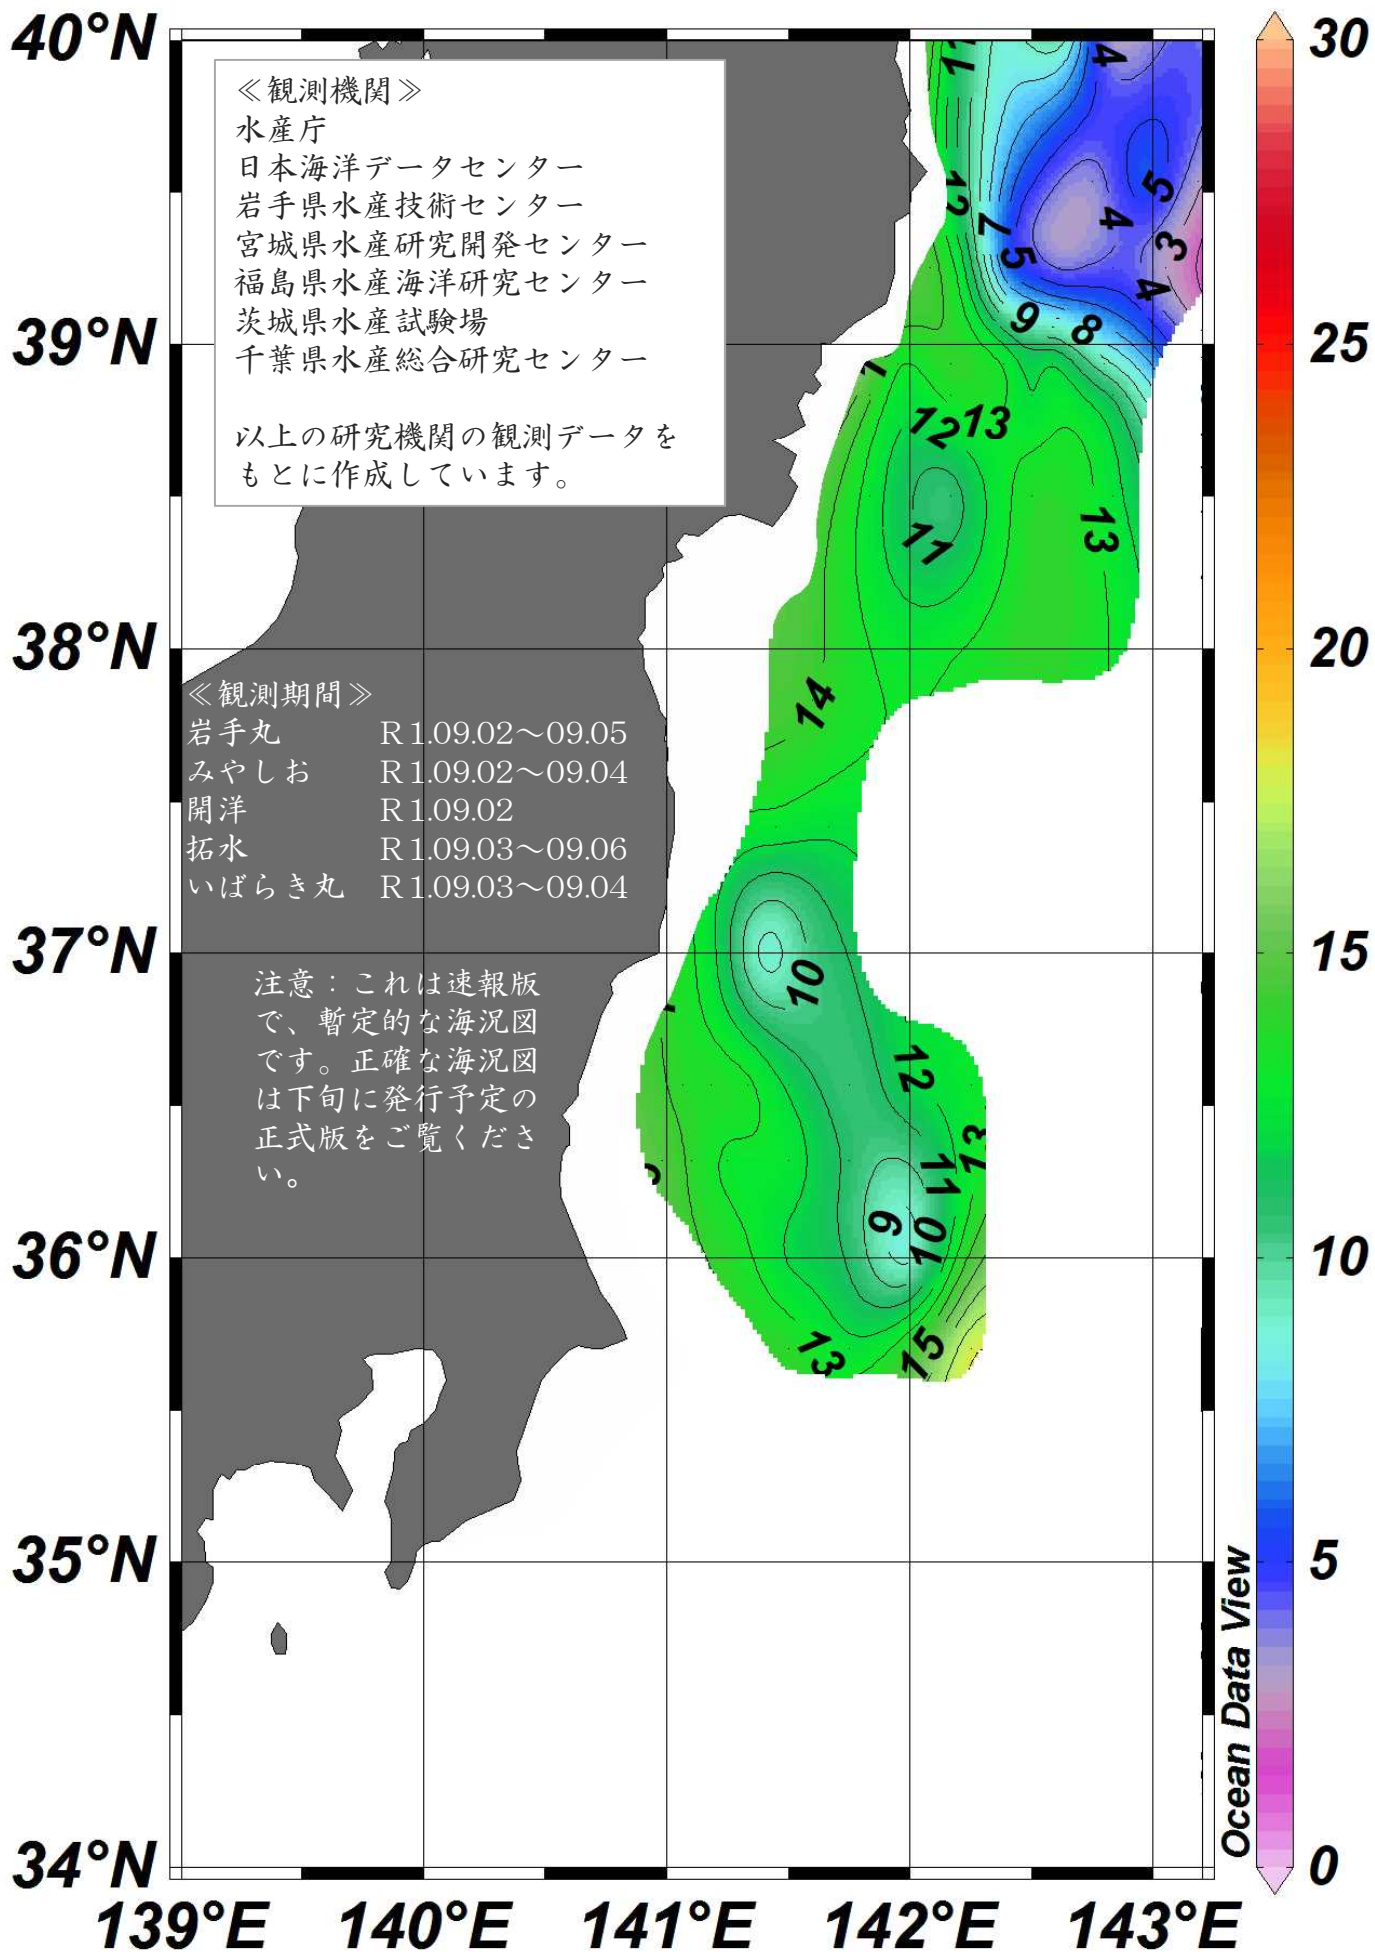 40°N
39°N
38°N
37°N
36°N
35°N
34°N
139°E 140°E 141°E 142°E 143°E
≪観測機関≫
水産庁
日本海洋データセンター
岩手県水産技術センター
宮城県水産研究開発センター
福島県水産海洋研究センター
茨城県水産試験場
千葉県水産総合研究センター
以上の研究機関の観測データを
もとに作成しています。
≪観測期間≫
岩手丸 R1.09.02～09.05
みやしお R1.09.02～09.04
開洋 R1.09.02
拓水 R1.09.03～09.06
いばらき丸 R1.09.03～09.04
注意：これは速報版
で、暫定的な海況図
です。正確な海況図
は下旬に発行予定の
正式版をご覧くださ
い。
4
12
7
5
4
5
3
4
9
8
12
13
11
13
14
10
12
13
11
9
10
13
15
30
25
20
15
10
5
0
Ocean Data View